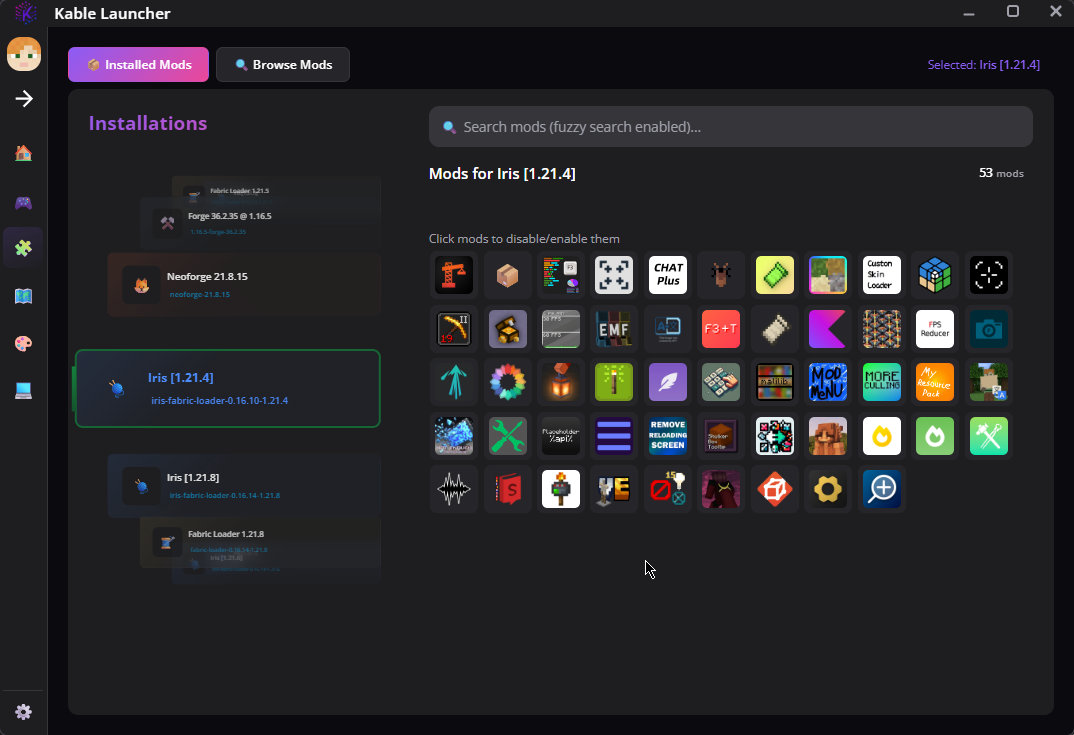 Kable Launcher
Installed Mods
Browse Mods
Selected: Iris [1.21.4]
Installations
Search mods (fuzzy search enabled)...
Mods for Iris [1.21.4]
53 mods
Click mods to disable/enable them
Fabric Loader 1.21.5
Forge 36.2.35 @ 1.16.5
1.16.5-forge-36.2.35
Neoforge 21.8.15
neoforge-21.8.15
Iris [1.21.4]
iris-fabric-loader-0.16.10-1.21.4
Iris [1.21.8]
iris-fabric-loader-0.16.14-1.21.8
Fabric Loader 1.21.8
fabric-loader-0.16.14-1.21.8
Iris [1.21.6]
F3
CHAT
Plus
Custom
Skin
Loader
II
19
EMF
F3+T
FPS
Reducer
malilib
Mod
Menu
MORE
CULLING
My
Resource
Pack
Placeholder
%api%
REMOVE
RELOADING
SCREEN
Shulker
Box
Tooltip
S
YE
15